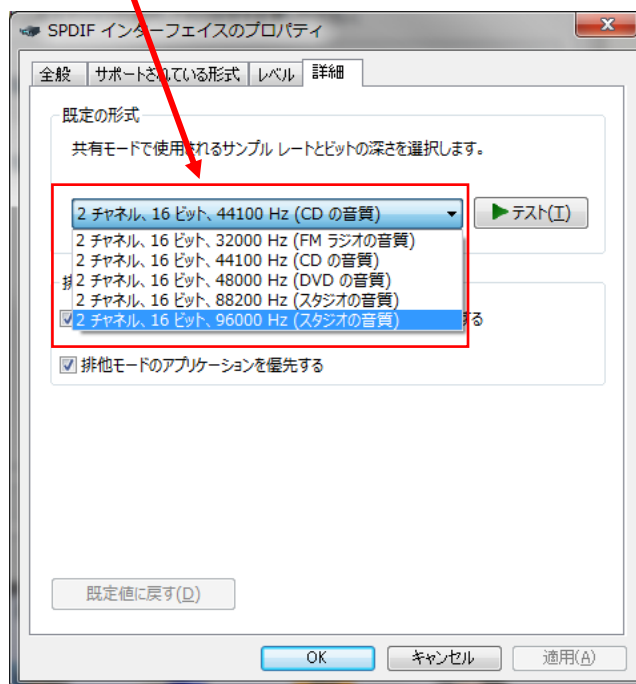 SPDIF インターフェイスのプロパティ
全般 サポートされている形式 レベル 詳細
既定の形式
共有モードで使用されるサンプル レートとビットの深さを選択します。
2 チャネル、16 ビット、44100 Hz (CD の音質)
テスト(T)
2 チャネル、16 ビット、32000 Hz (FM ラジオの音質)
2 チャネル、16 ビット、44100 Hz (CD の音質)
2 チャネル、16 ビット、48000 Hz (DVD の音質)
2 チャネル、16 ビット、88200 Hz (スタジオの音質)
2 チャネル、16 ビット、96000 Hz (スタジオの音質)
する
排他モードのアプリケーションを優先する
既定値に戻す(D)
OK キャンセル 適用(A)